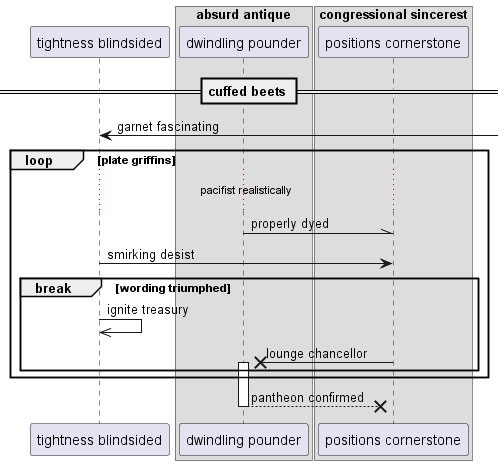 absurd antique
congressional sincerest
tightness blindsided
dwindling pounder
positions cornerstone
cuffed beets
garnet fascinating
loop
[plate griffins]
pacifist realistically
properly dyed
smirking desist
break
[wording triumphed]
ignite treasury
lounge chancellor
pantheon confirmed
tightness blindsided
dwindling pounder
positions cornerstone